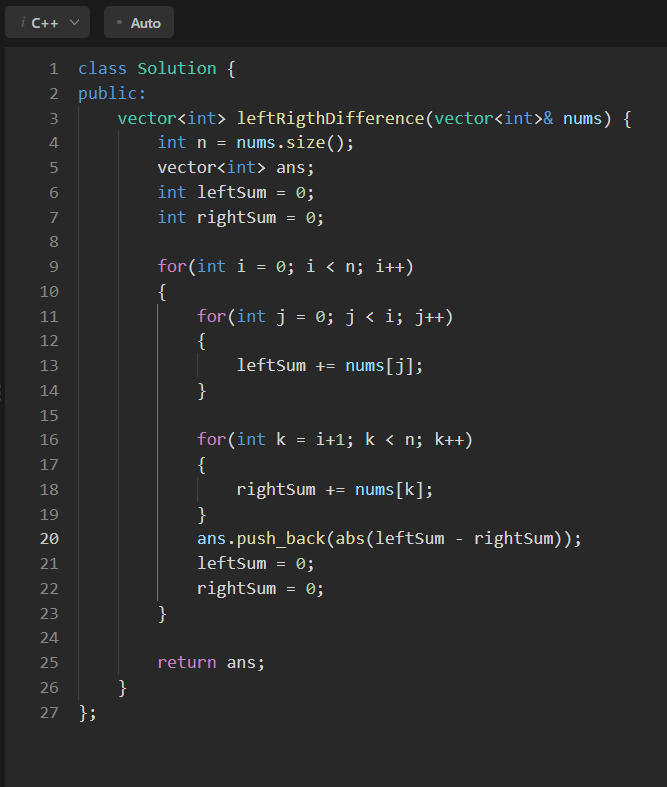 i C++ Auto
1 class Solution {
2 public:
3     vector<int> leftRigthDifference(vector<int>& nums) {
4         int n = nums.size();
5         vector<int> ans;
6         int leftSum = 0;
7         int rightSum = 0;
8
9         for(int i = 0; i < n; i++)
10         {
11             for(int j = 0; j < i; j++)
12             {
13                 leftSum += nums[j];
14             }
15
16             for(int k = i+1; k < n; k++)
17             {
18                 rightSum += nums[k];
19             }
20             ans.push_back(abs(leftSum - rightSum));
21             leftSum = 0;
22             rightSum = 0;
23         }
24
25         return ans;
26     }
27 };